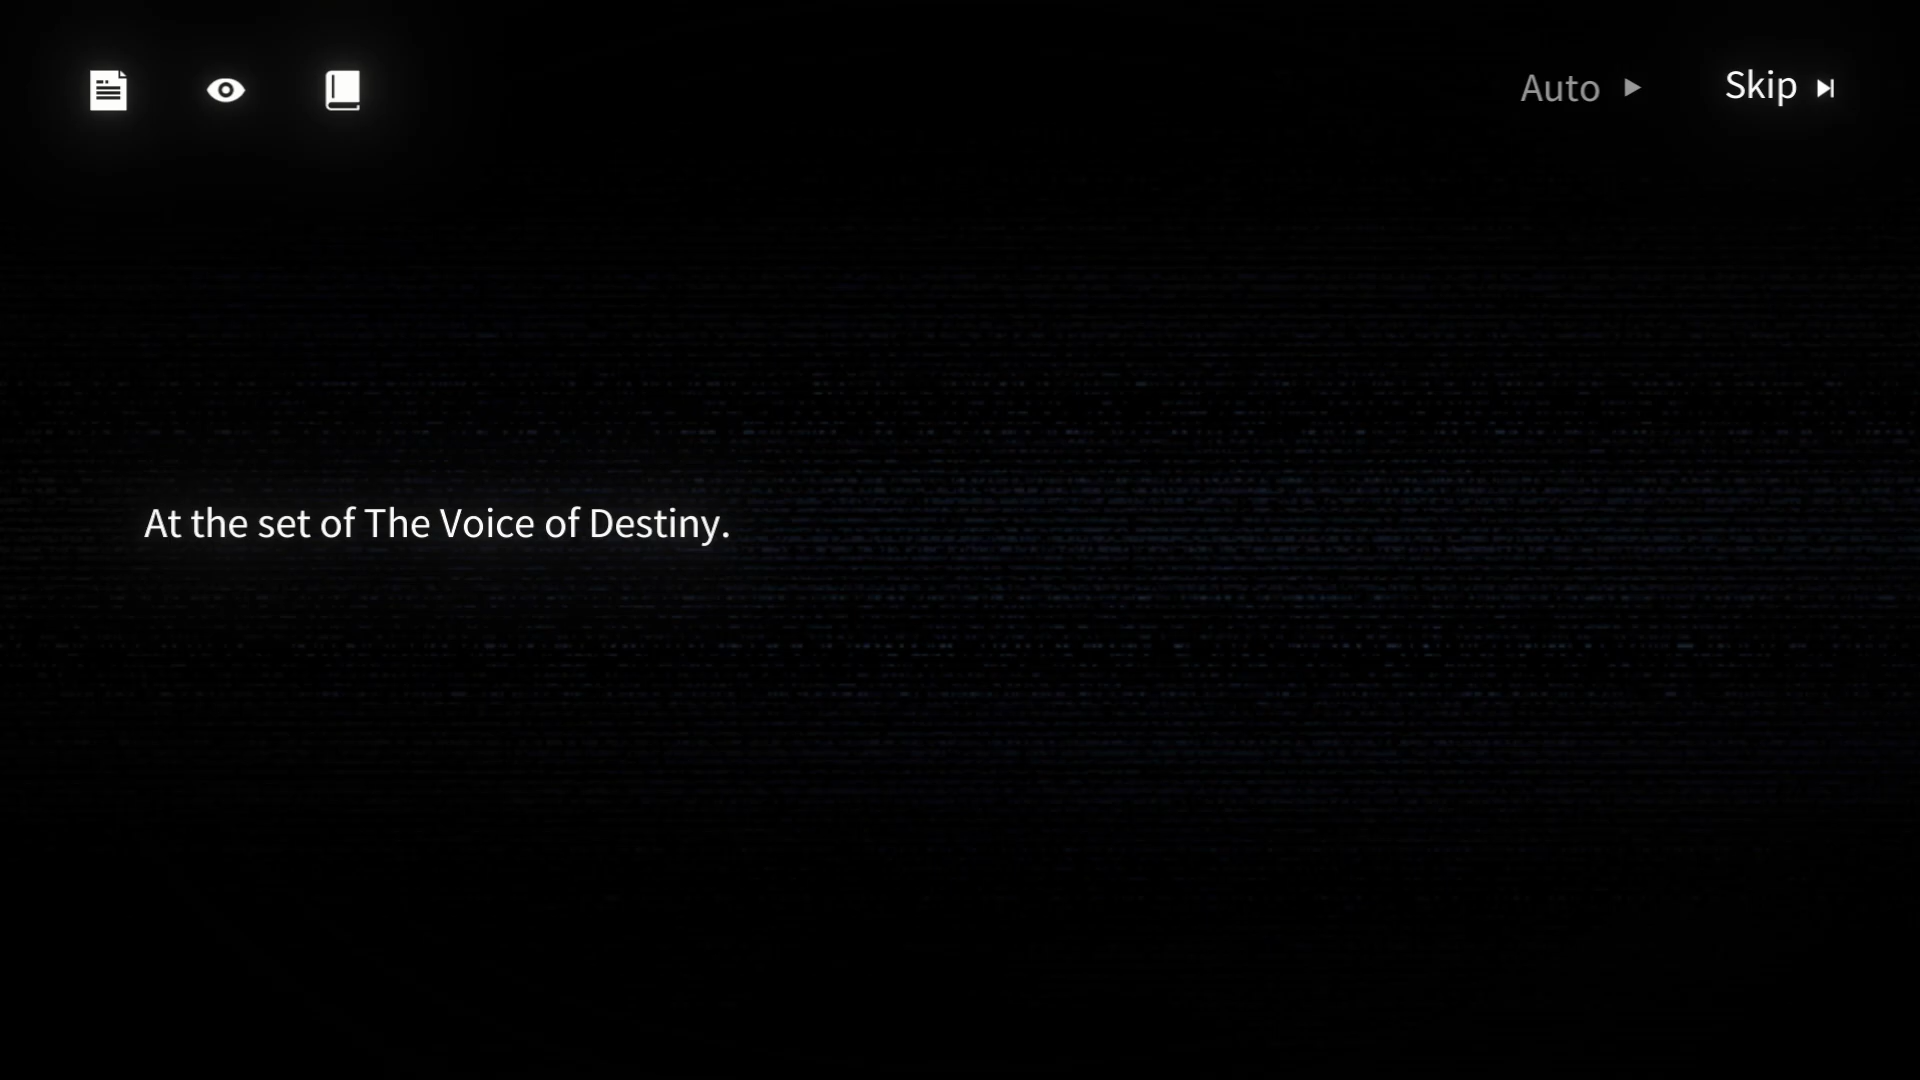 Auto
Skip
At the set of The Voice of Destiny.